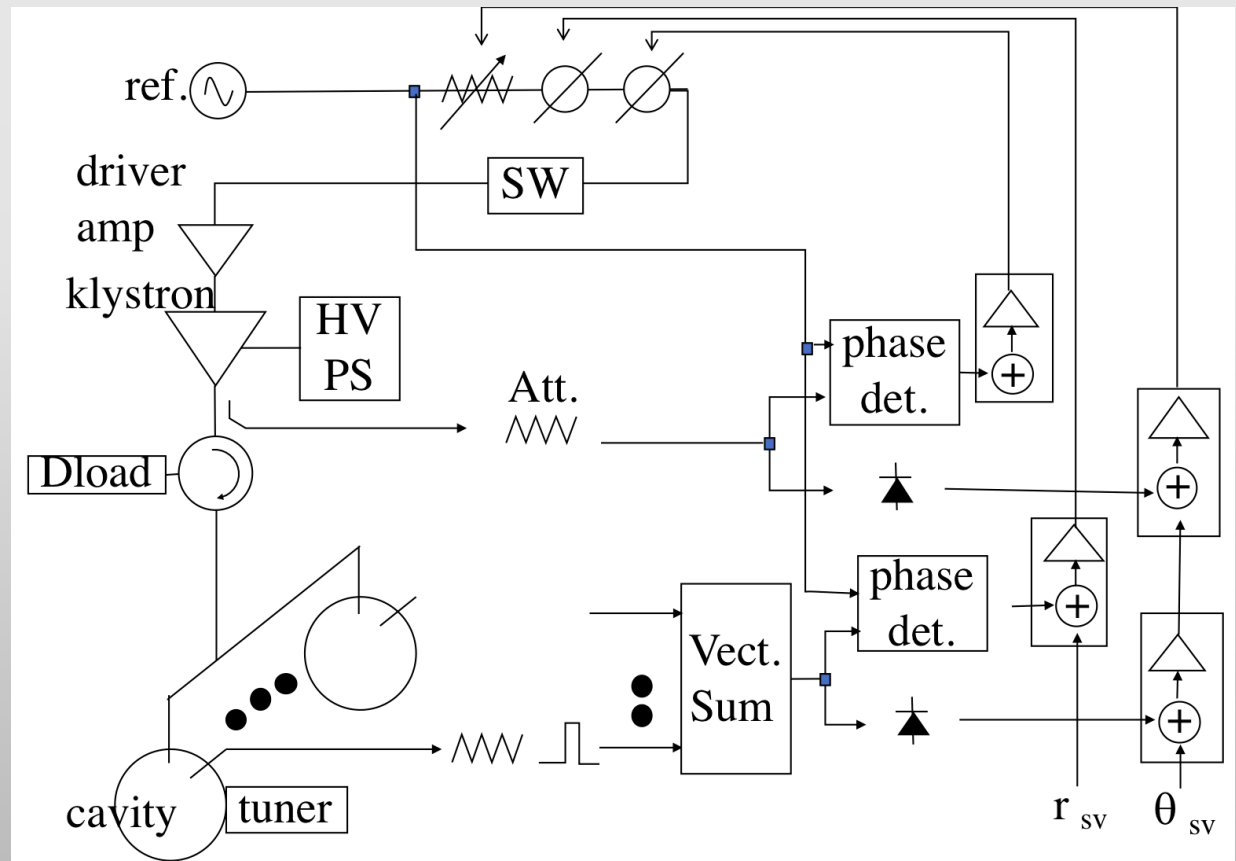 ref.
SW
driver
amp
klystron
HV
PS
Att.
phase
det.
+
+
Dload
phase
det.
+
Vect.
Sum
+
cavity
tuner
r sv
θ sv